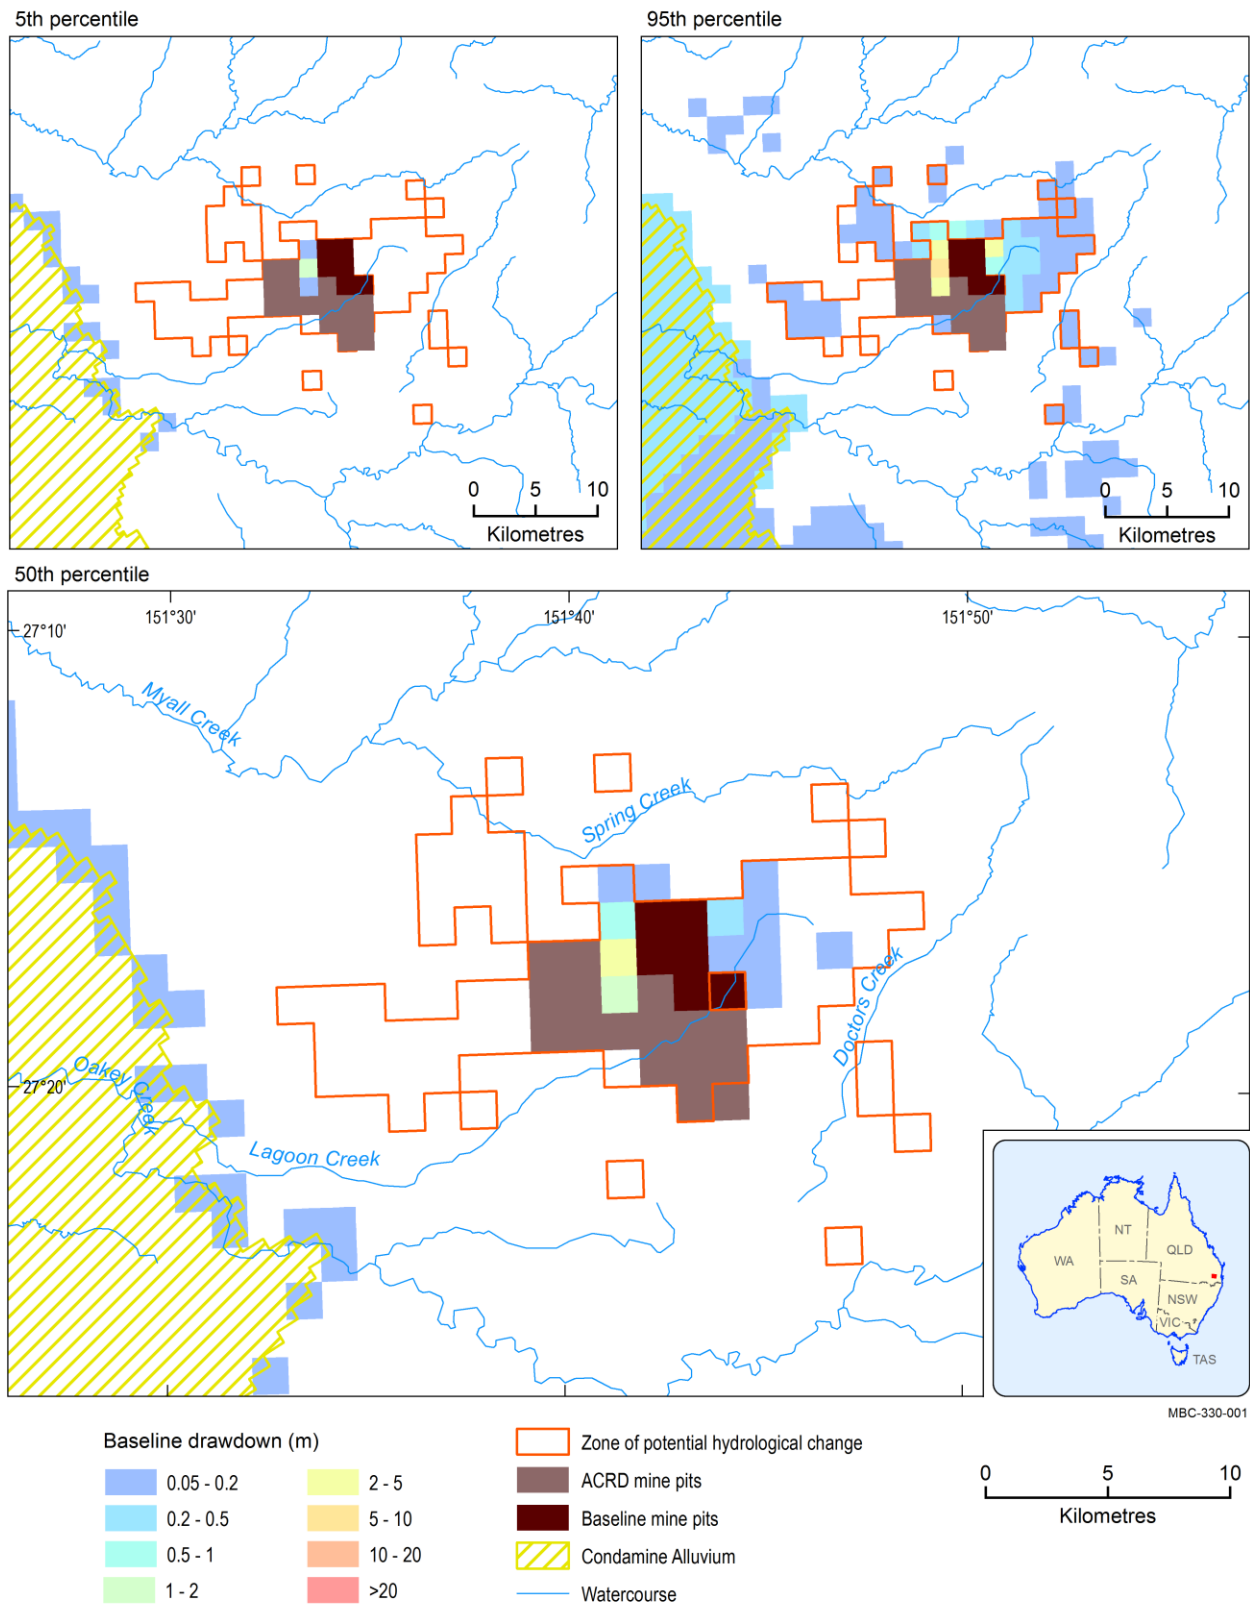 5th percentile
95th percentile
0 5 10
Kilometres
0 5 10
Kilometres
50th percentile
151°30'
151°40'
151°50'
27°10'
Myall Creek
Spring Creek
Doctors Creek
27°20'
Oakey Creek
Lagoon Creek
WA
NT
QLD
SA
NSW
VIC
TAS
MBC-330-001
Baseline drawdown (m)
0.05 - 0.2
0.2 - 0.5
0.5 - 1
1 - 2
2 - 5
5 - 10
10 - 20
>20
Zone of potential hydrological change
ACRD mine pits
Baseline mine pits
Condamine Alluvium
Watercourse
0 5 10
Kilometres